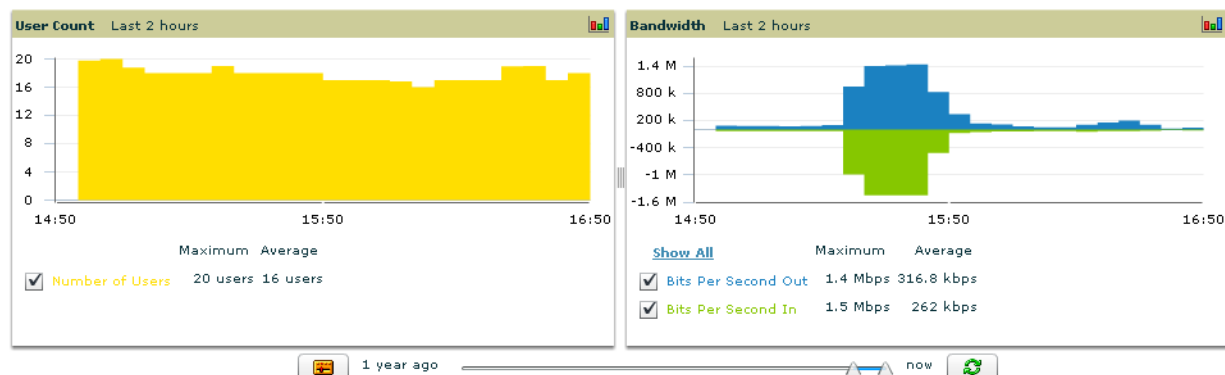 User Count Last 2 hours
20
16
12
8
4
0
14:50 15:50 16:50
Maximum Average
Number of Users 20 users 16 users
Bandwidth Last 2 hours
1.4 M
800 k
200 k
-400 k
-1 M
-1.6 M
14:50 15:50 16:50
Show All Maximum Average
Bits Per Second Out 1.4 Mbps 316.8 kbps
Bits Per Second In 1.5 Mbps 262 kbps
1 year ago now